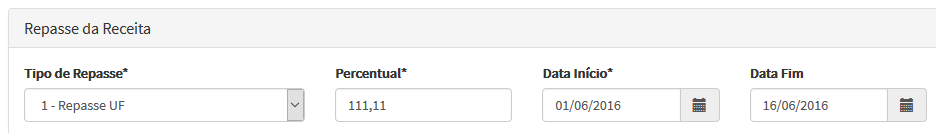 Repasse da Receita
Tipo de Repasse* Percentual* Data Início* Data Fim
1 - Repasse UF 111,11 01/06/2016 16/06/2016